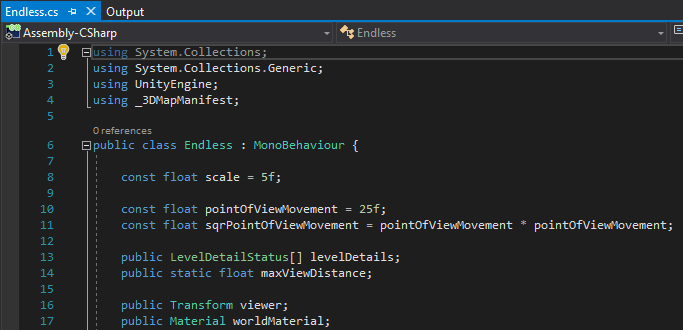 Endless.cs Output
Assembly-CSharp Endless
1 using System.Collections;
2 using System.Collections.Generic;
3 using UnityEngine;
4 using _3DMapManifest;
5
0 references
6 public class Endless : MonoBehaviour {
7
8 const float scale = 5f;
9
10 const float pointOfViewMovement = 25f;
11 const float sqrPointOfViewMovement = pointOfViewMovement * pointOfViewMovement;
12
13 public LevelDetailStatus[] levelDetails;
14 public static float maxViewDistance;
15
16 public Transform viewer;
17 public Material worldMaterial;